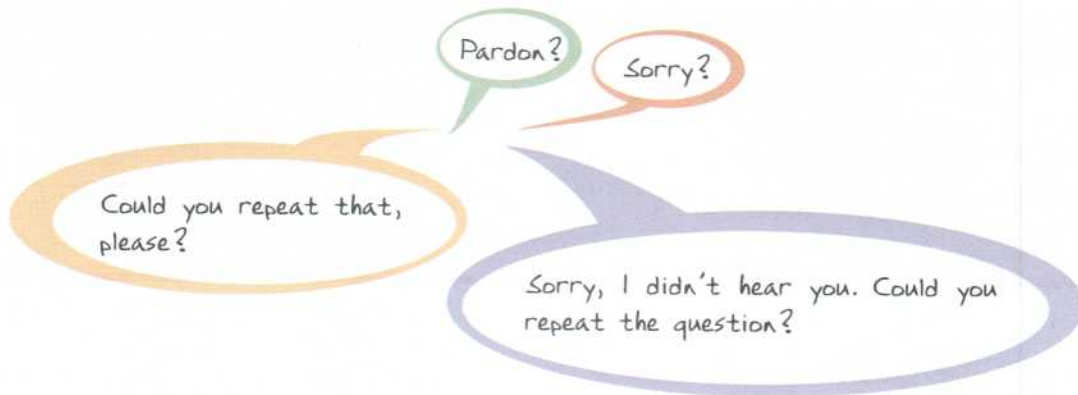 Pardon?
Sorry?
Could you repeat that,
please?
Sorry, I didn't hear you. Could you
repeat the question?